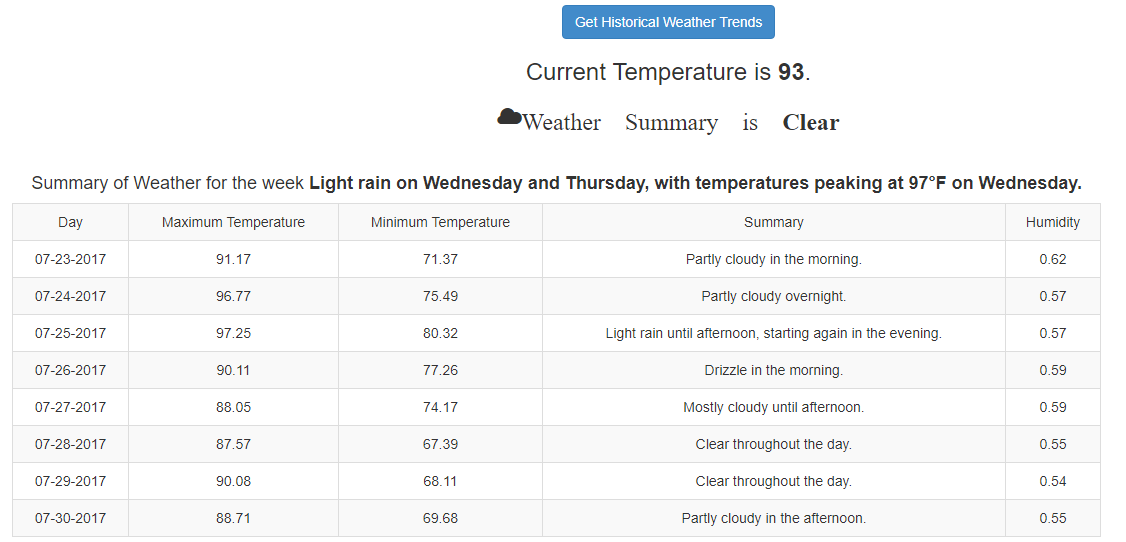 Get Historical Weather Trends
Current Temperature is 93.
Weather Summary is Clear
Summary of Weather for the week Light rain on Wednesday and Thursday, with temperatures peaking at 97°F on Wednesday.
Day Maximum Temperature Minimum Temperature Summary Humidity
07-23-2017 91.17 71.37 Partly cloudy in the morning. 0.62
07-24-2017 96.77 75.49 Partly cloudy overnight. 0.57
07-25-2017 97.25 80.32 Light rain until afternoon, starting again in the evening. 0.57
07-26-2017 90.11 77.26 Drizzle in the morning. 0.59
07-27-2017 88.05 74.17 Mostly cloudy until afternoon. 0.59
07-28-2017 87.57 67.39 Clear throughout the day. 0.55
07-29-2017 90.08 68.11 Clear throughout the day. 0.54
07-30-2017 88.71 69.68 Partly cloudy in the afternoon. 0.55